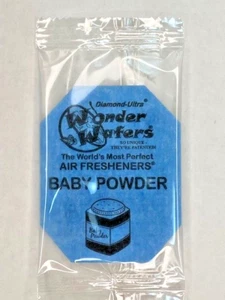 Diamond-Ultra®
Wonder
Wafers®
The World's Most Perfect
AIR FRESHENERS®
BABY POWDER